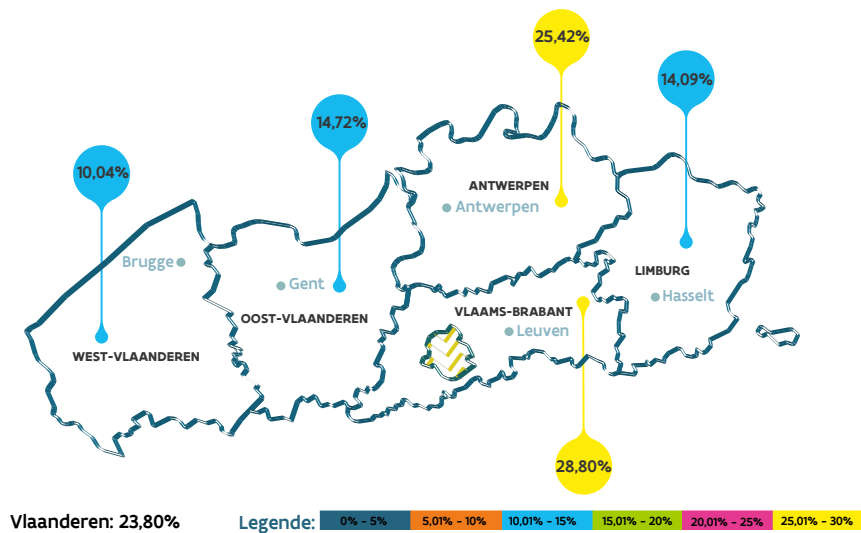 25,42%
14,09%
14,72%
10,04%
ANTWERPEN
Antwerpen
Brugge
LIMBURG
Gent
Hasselt
VLAAMS-BRABANT
OOST-VLAANDEREN
Leuven
WEST-VLAANDEREN
28,80%
Vlaanderen: 23,80%
Legende: 0% - 5% 5,01% - 10% 10,01% - 15% 15,01% - 20% 20,01% - 25% 25,01% - 30%